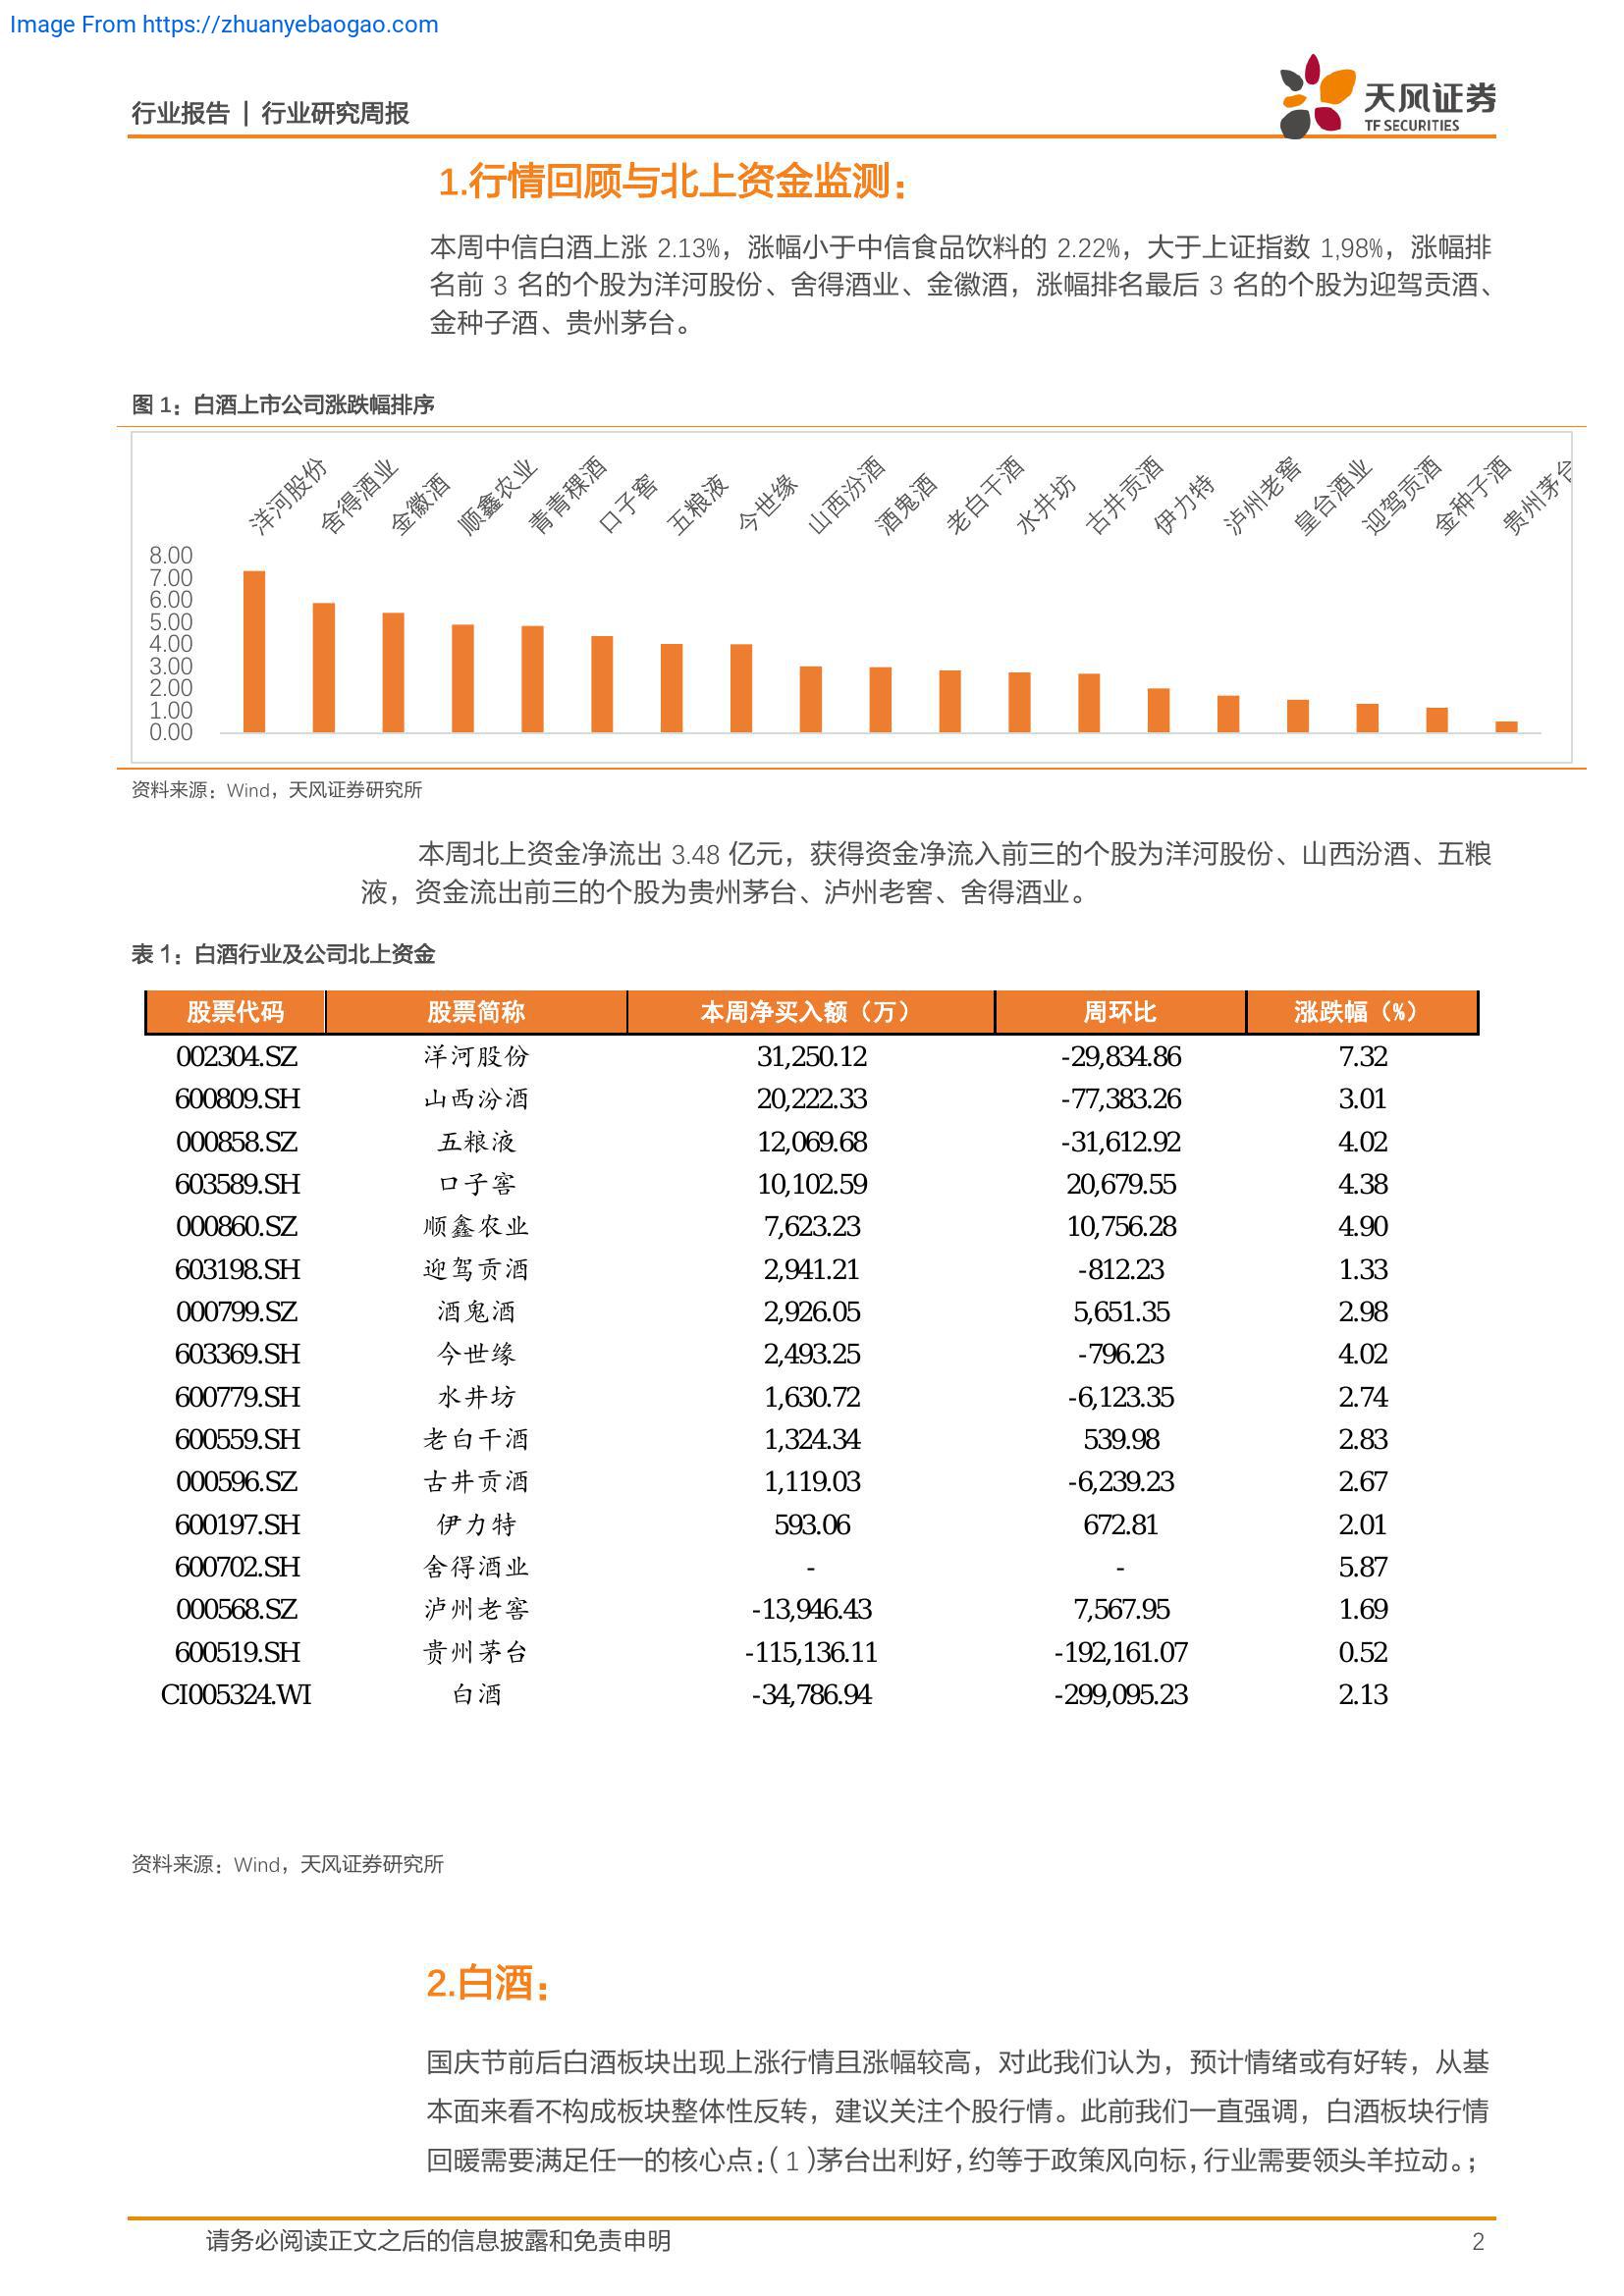 Image From https://zhuanyebaogao.com
行业报告 | 行业研究周报
天风证券
TF SECURITIES
1.行情回顾与北上资金监测：
本周中信白酒上涨 2.13%，涨幅小于中信食品饮料的 2.22%，大于上证指数 1,98%，涨幅排
名前 3 名的个股为洋河股份、舍得酒业、金徽酒，涨幅排名最后 3 名的个股为迎驾贡酒、
金种子酒、贵州茅台。
图 1：白酒上市公司涨跌幅排序
洋河股份 舍得酒业 金徽酒 顺鑫农业 青青稞酒 口子窖 五粮液 今世缘 山西汾酒 酒鬼酒 老白干酒 水井坊 古井贡酒 伊力特 泸州老窖 皇台酒业 迎驾贡酒 金种子酒 贵州茅台
8.00
7.00
6.00
5.00
4.00
3.00
2.00
1.00
0.00
资料来源：Wind，天风证券研究所
本周北上资金净流出 3.48 亿元，获得资金净流入前三的个股为洋河股份、山西汾酒、五粮
液，资金流出前三的个股为贵州茅台、泸州老窖、舍得酒业。
表 1：白酒行业及公司北上资金
股票代码 股票简称 本周净买入额（万） 周环比 涨跌幅（%）
002304.SZ 洋河股份 31,250.12 -29,834.86 7.32
600809.SH 山西汾酒 20,222.33 -77,383.26 3.01
000858.SZ 五粮液 12,069.68 -31,612.92 4.02
603589.SH 口子窖 10,102.59 20,679.55 4.38
000860.SZ 顺鑫农业 7,623.23 10,756.28 4.90
603198.SH 迎驾贡酒 2,941.21 -812.23 1.33
000799.SZ 酒鬼酒 2,926.05 5,651.35 2.98
603369.SH 今世缘 2,493.25 -796.23 4.02
600779.SH 水井坊 1,630.72 -6,123.35 2.74
600559.SH 老白干酒 1,324.34 539.98 2.83
000596.SZ 古井贡酒 1,119.03 -6,239.23 2.67
600197.SH 伊力特 593.06 672.81 2.01
600702.SH 舍得酒业 - - 5.87
000568.SZ 泸州老窖 -13,946.43 7,567.95 1.69
600519.SH 贵州茅台 -115,136.11 -192,161.07 0.52
CI005324.WI 白酒 -34,786.94 -299,095.23 2.13
资料来源：Wind，天风证券研究所
2.白酒：
国庆节前后白酒板块出现上涨行情且涨幅较高，对此我们认为，预计情绪或有好转，从基
本面来看不构成板块整体性反转，建议关注个股行情。此前我们一直强调，白酒板块行情
回暖需要满足任一的核心点：（1）茅台出利好，约等于政策风向标，行业需要领头羊拉动。；
请务必阅读正文之后的信息披露和免责申明 2